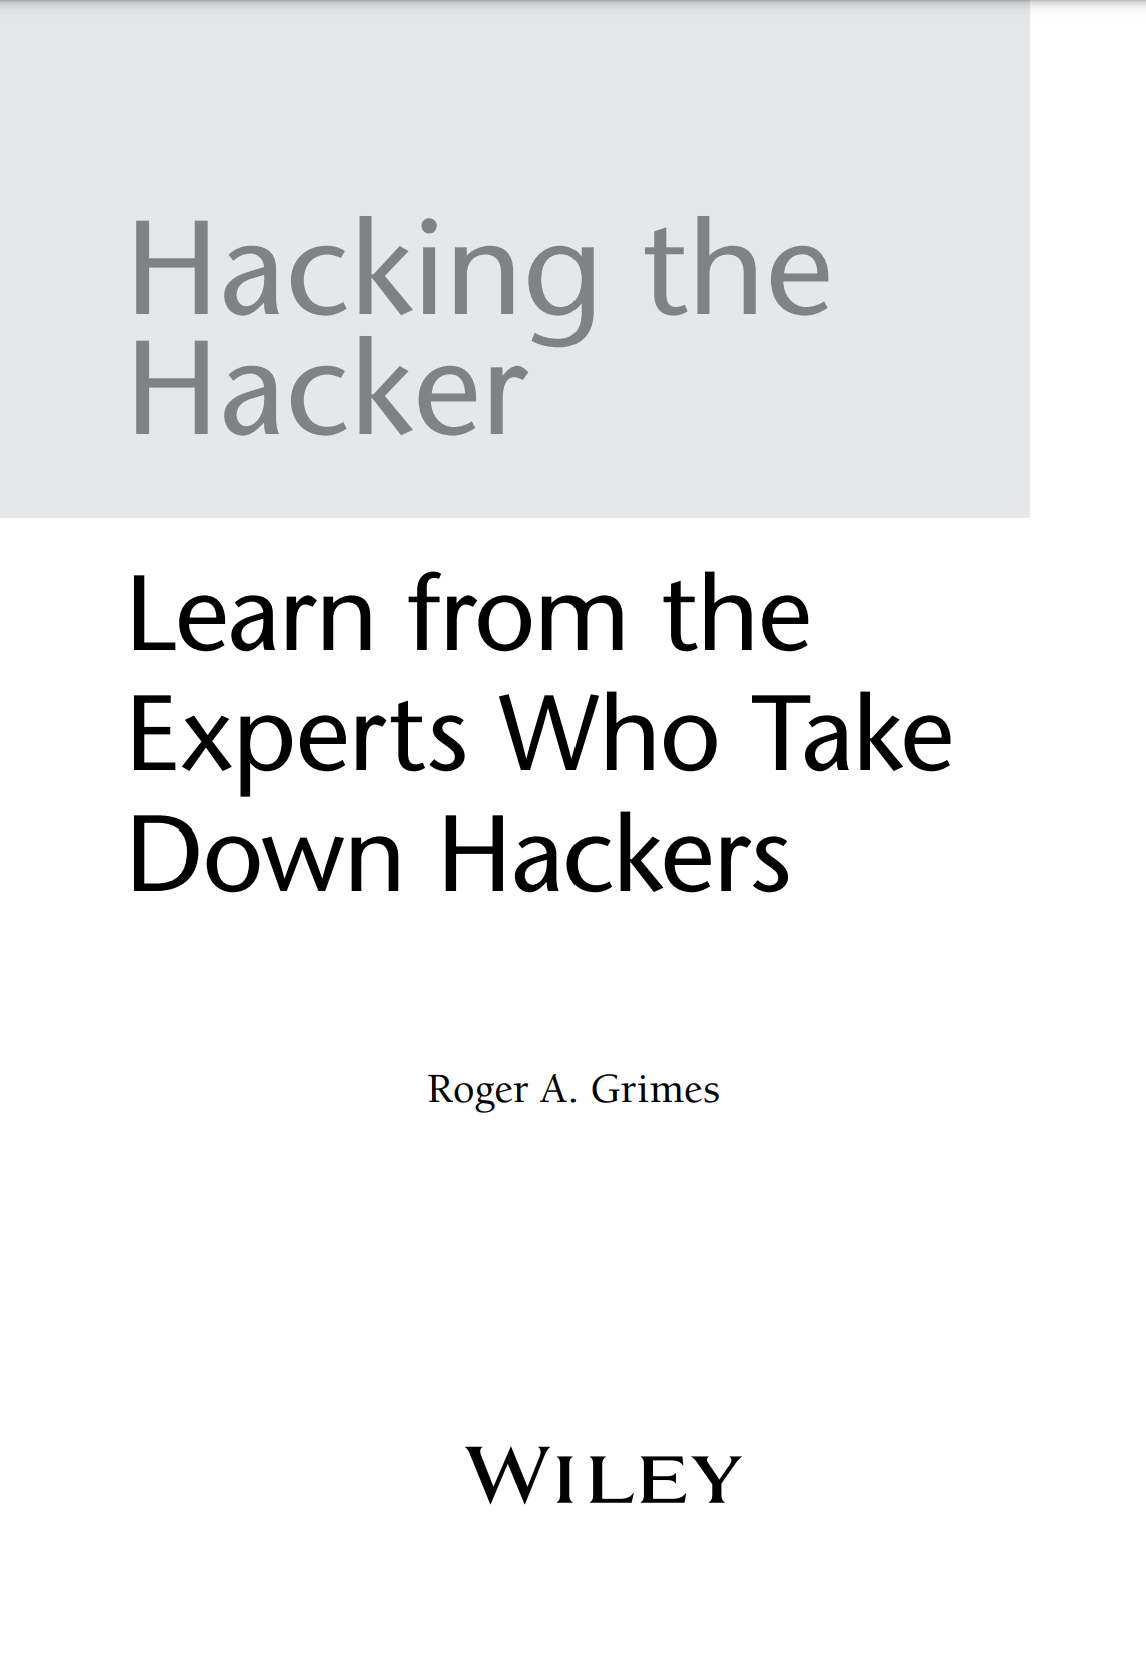 Hacking the
Hacker
Learn from the
Experts Who Take
Down Hackers
Roger A. Grimes
WILEY